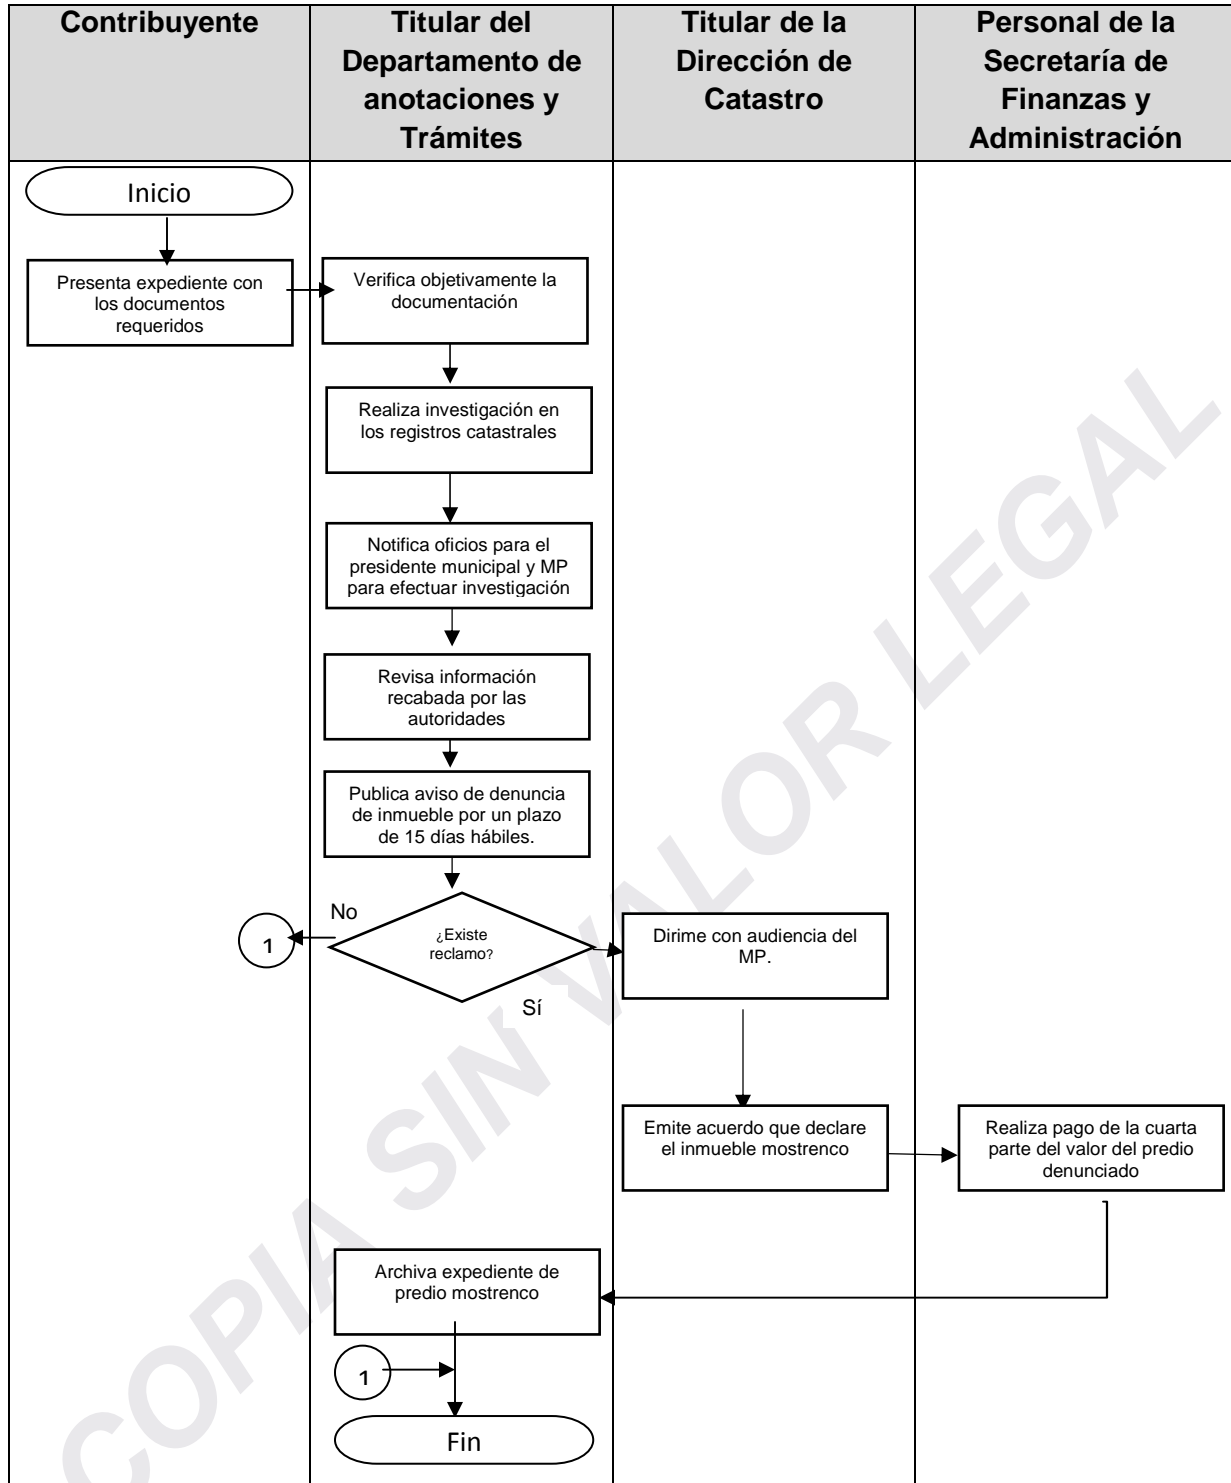 Contribuyente
Titular del
Departamento de
anotaciones y
Trámites
Titular de la
Dirección de
Catastro
Personal de la
Secretaría de
Finanzas y
Administración
Inicio
Presenta expediente con
los documentos
requeridos
Verifica objetivamente la
documentación
Realiza investigación en
los registros catastrales
Notifica oficios para el
presidente municipal y MP
para efectuar investigación
Revisa información
recabada por las
autoridades
Publica aviso de denuncia
de inmueble por un plazo
de 15 días hábiles.
No
1
¿Existe
reclamo?
Sí
Dirime con audiencia del
MP.
Emite acuerdo que declare
el inmueble mostrenco
Realiza pago de la cuarta
parte del valor del predio
denunciado
Archiva expediente de
predio mostrenco
1
Fin
COPIA SIN VALOR LEGAL